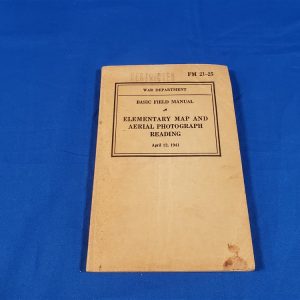 FM 21-25
WAR DEPARTMENT
BASIC FIELD MANUAL
ELEMENTARY MAP AND
AERIAL PHOTOGRAPH
READING
April 12, 1941